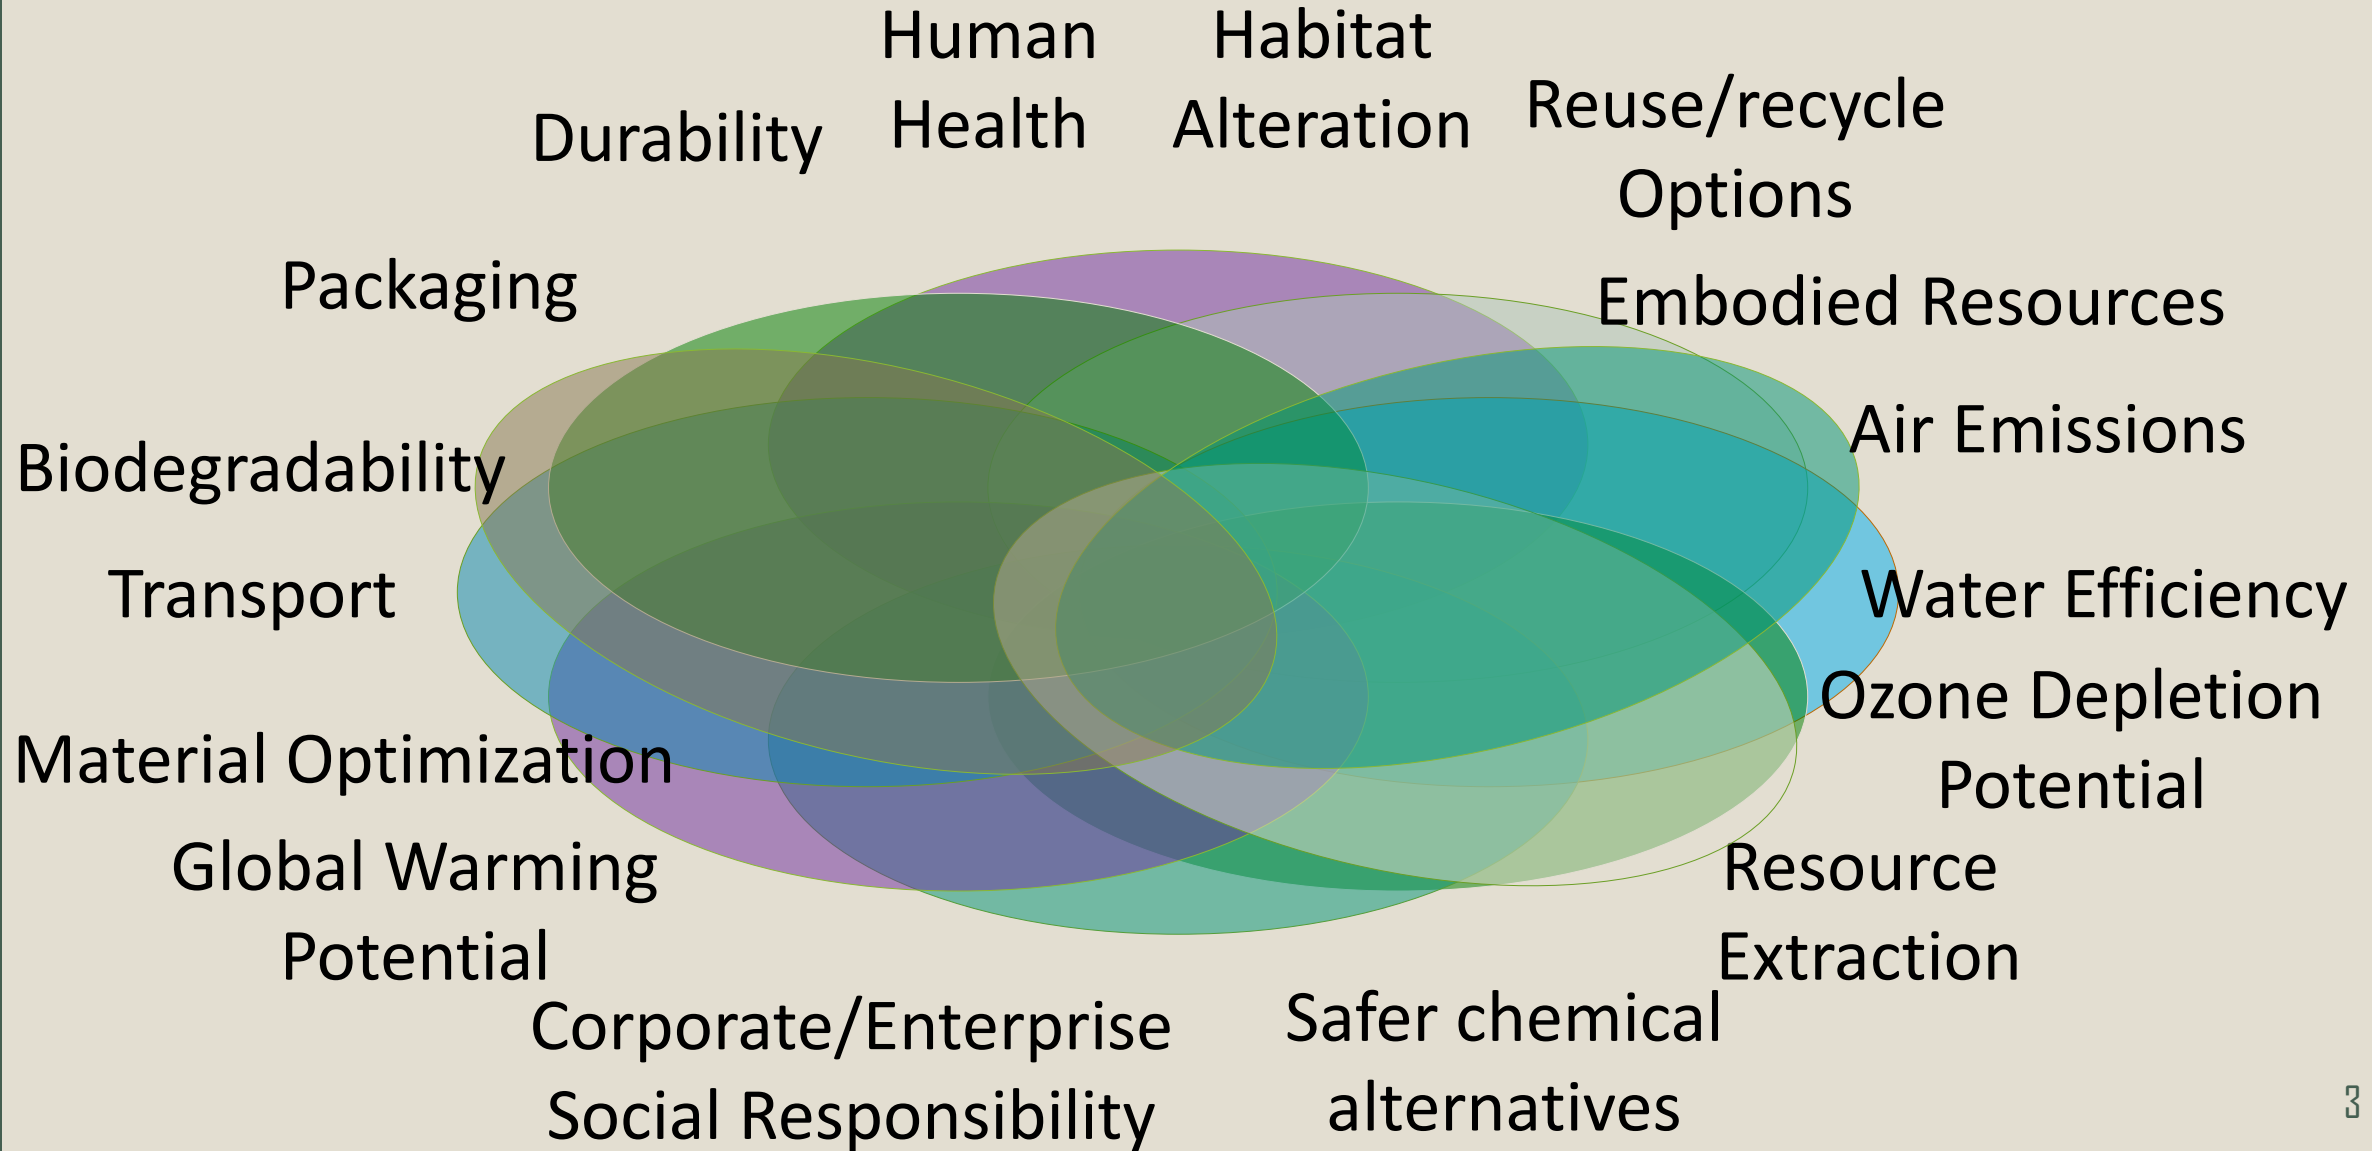 Human
Health
Habitat
Alteration
Reuse/recycle
Options
Durability
Packaging
Embodied Resources
Biodegradability
Air Emissions
Transport
Water Efficiency
Material Optimization
Ozone Depletion
Potential
Global Warming
Potential
Resource
Extraction
Corporate/Enterprise
Social Responsibility
Safer chemical
alternatives
3